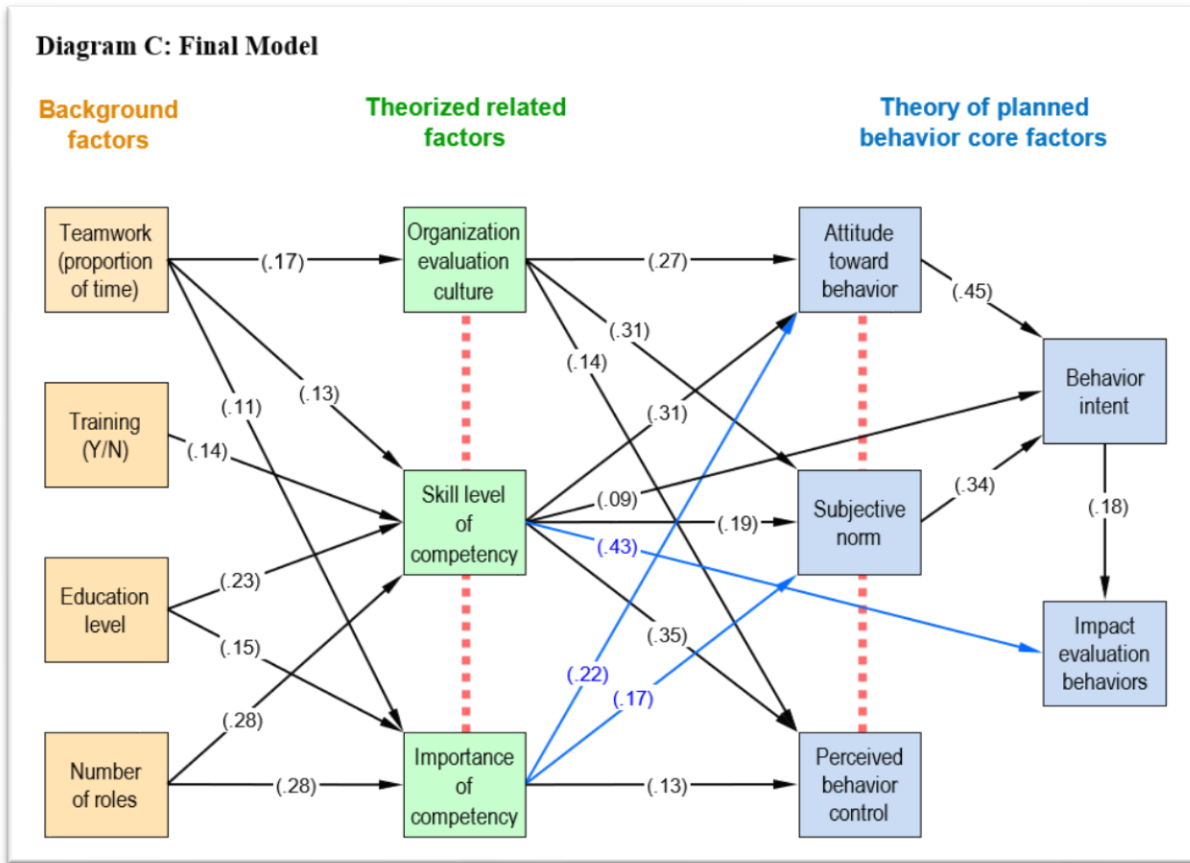 Diagram C: Final Model
Background
factors
Theorized related
factors
Theory of planned
behavior core factors
Teamwork
(proportion
of time)
Training
(Y/N)
Education
level
Number
of roles
Organization
evaluation
culture
Skill level
of
competency
Importance
of
competency
Attitude
toward
behavior
Subjective
norm
Perceived
behavior
control
Behavior
intent
Impact
evaluation
behaviors
(.17)
(.13)
(.11)
(.14)
(.23)
(.15)
(.28)
(.28)
(.27)
(.31)
(.14)
(.31)
(.09)
(.19)
(.43)
(.35)
(.22)
(.17)
(.13)
(.45)
(.34)
(.18)